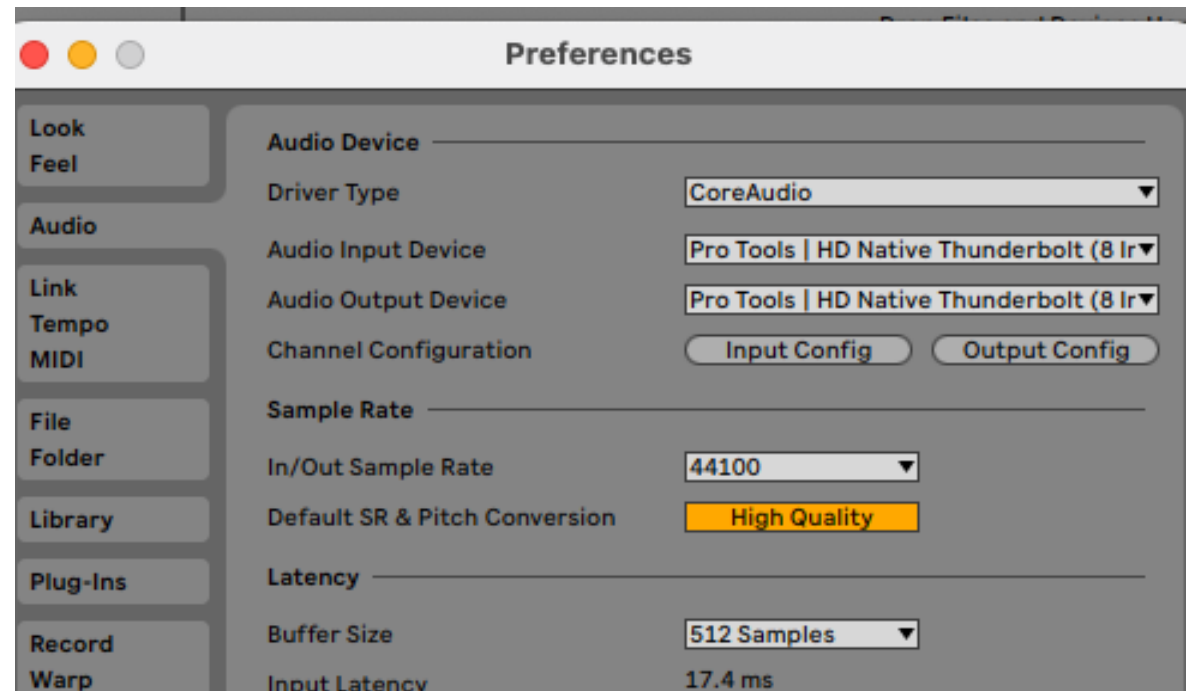 Preferences
Look
Feel
Audio
Link
Tempo
MIDI
File
Folder
Library
Plug-Ins
Record
Warp
Audio Device
Driver Type CoreAudio
Audio Input Device Pro Tools | HD Native Thunderbolt (8 Ir
Audio Output Device Pro Tools | HD Native Thunderbolt (8 Ir
Channel Configuration Input Config Output Config
Sample Rate
In/Out Sample Rate 44100
Default SR & Pitch Conversion High Quality
Latency
Buffer Size 512 Samples
Input Latency 17.4 ms